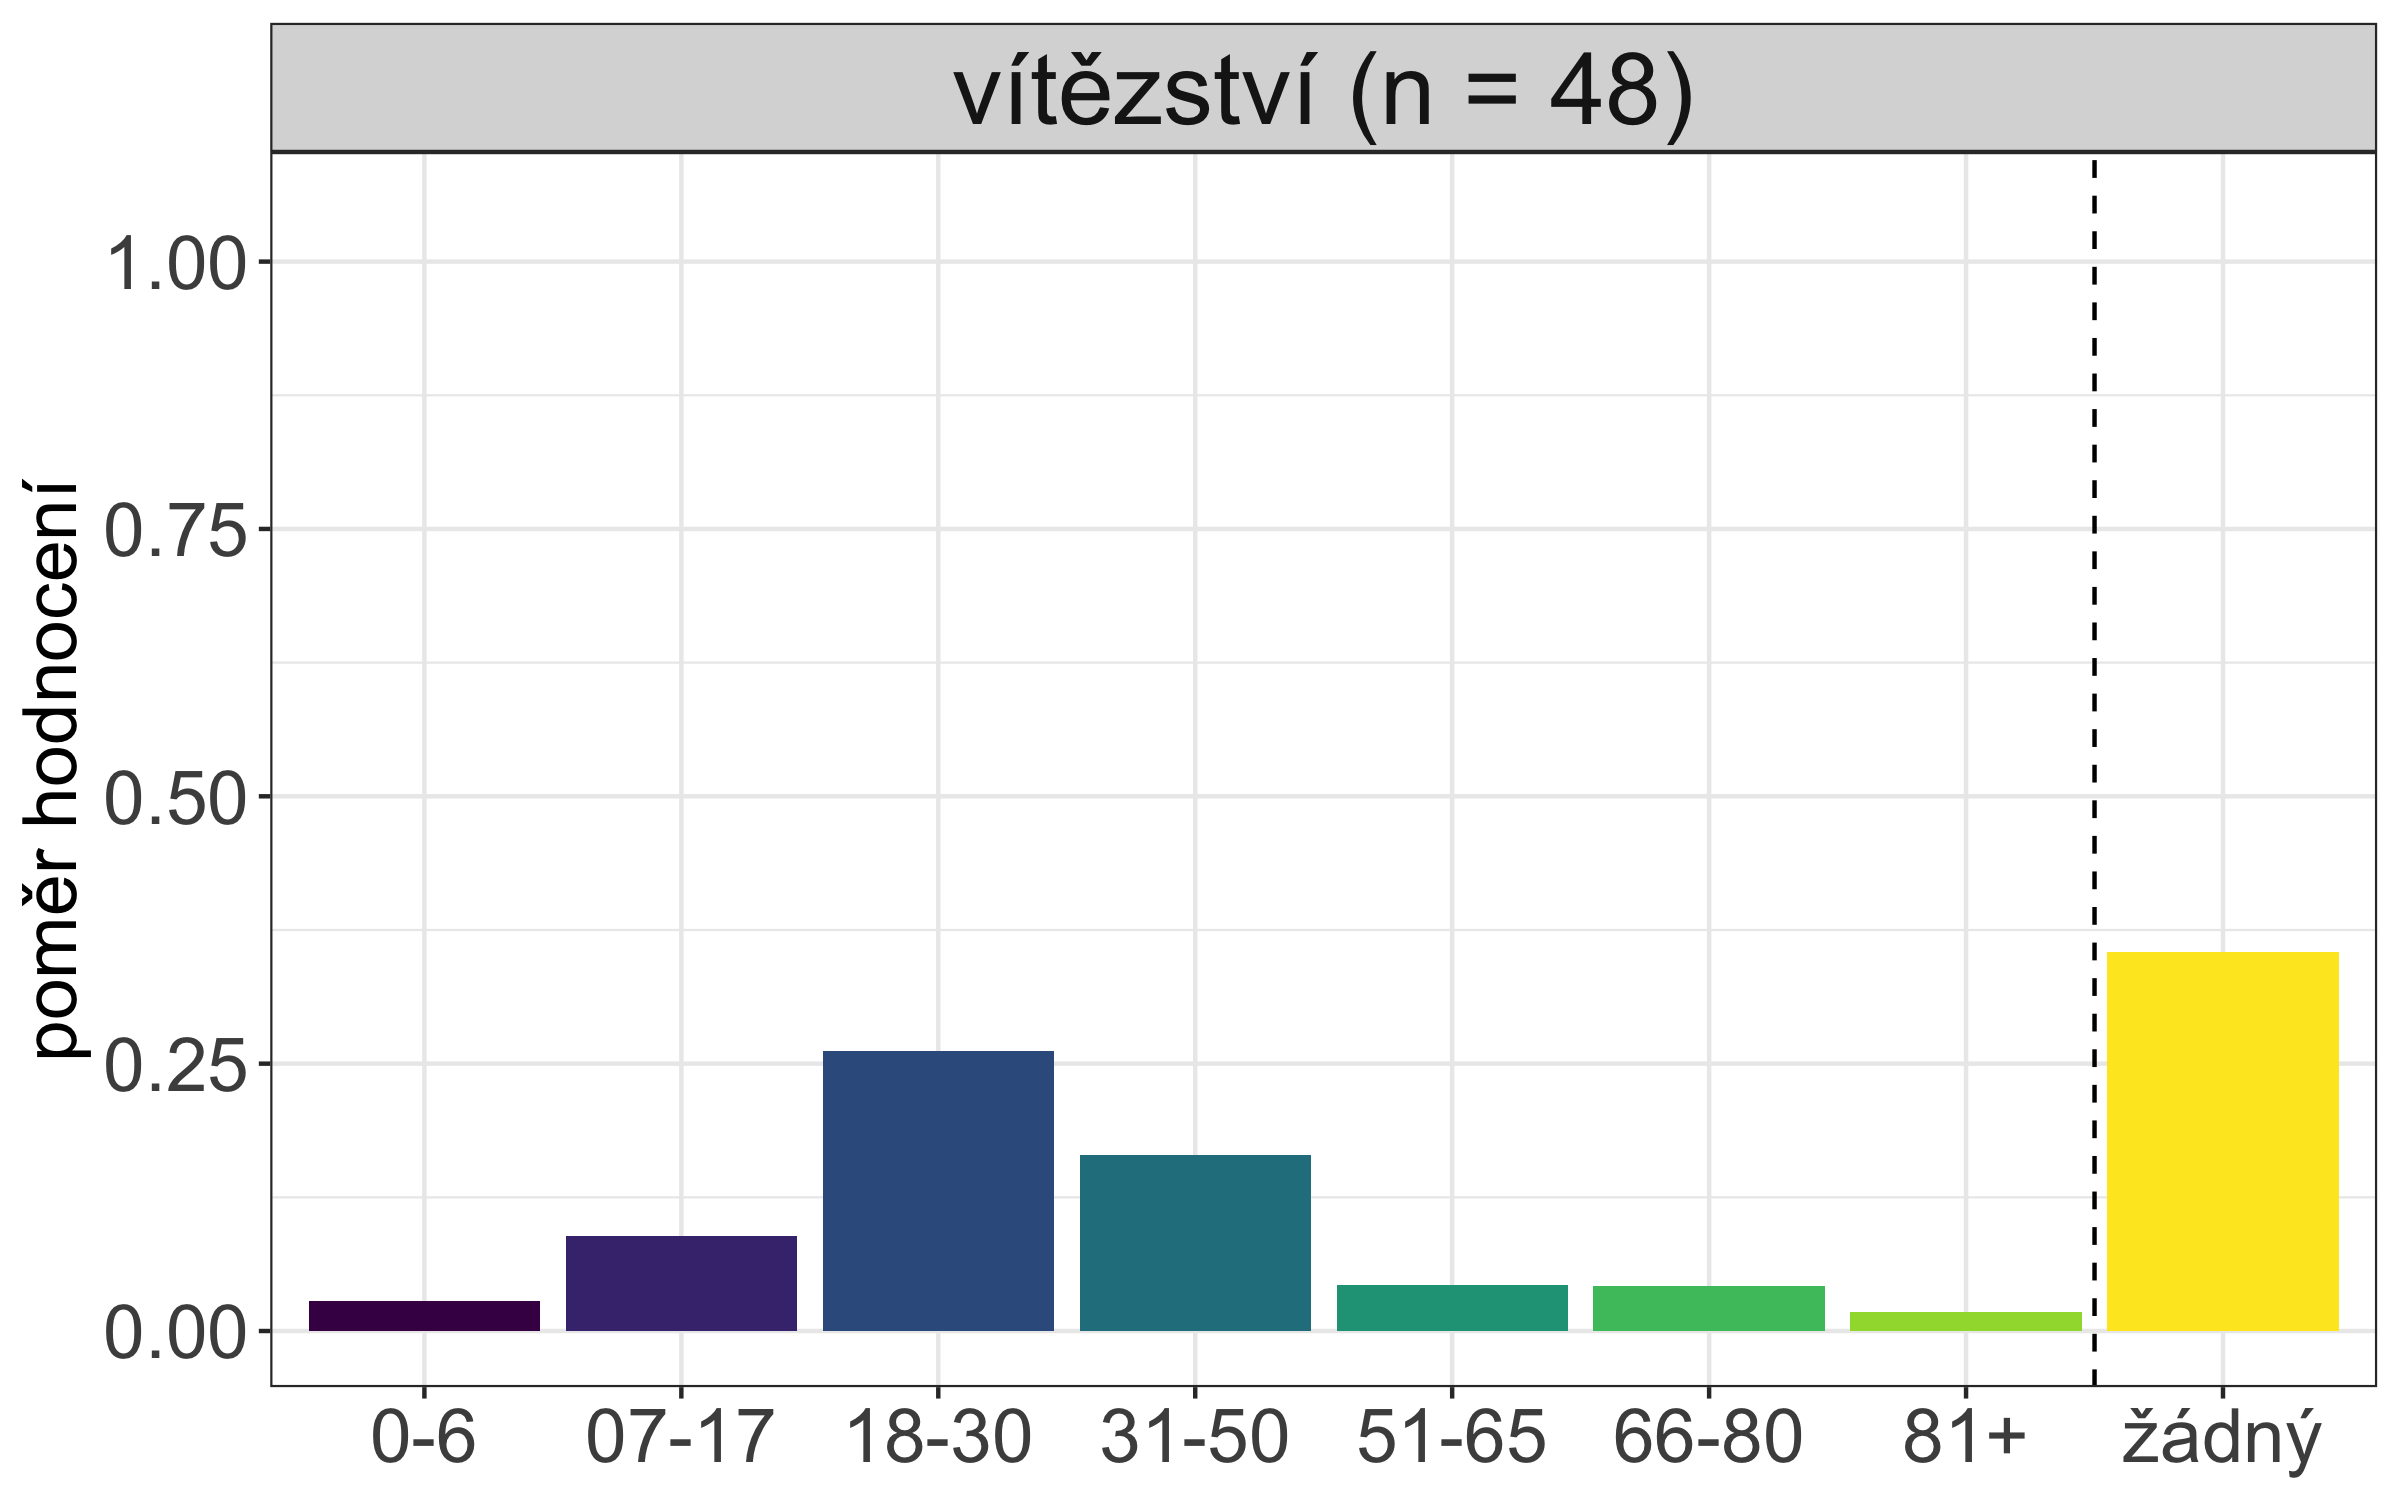 vítězství (n = 48)
poměr hodnocení
1.00
0.75
0.50
0.25
0.00
0-6 07-17 18-30 31-50 51-65 66-80 81+ žádný